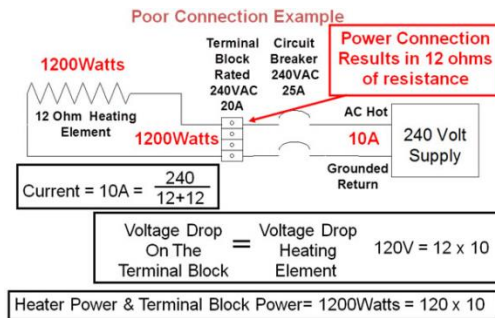 Poor Connection Example
Power Connection
Results in 12 ohms
of resistance
Terminal
Block
Rated
240VAC
20A
Circuit
Breaker
240VAC
25A
1200Watts
12 Ohm Heating
Element
1200Watts
AC Hot
10A
Grounded
Return
240 Volt
Supply
Current = 10A = 240
12+12
Voltage Drop
On The
Terminal Block
=
Voltage Drop
Heating
Element
120V = 12 x 10
Heater Power & Terminal Block Power= 1200Watts = 120 x 10